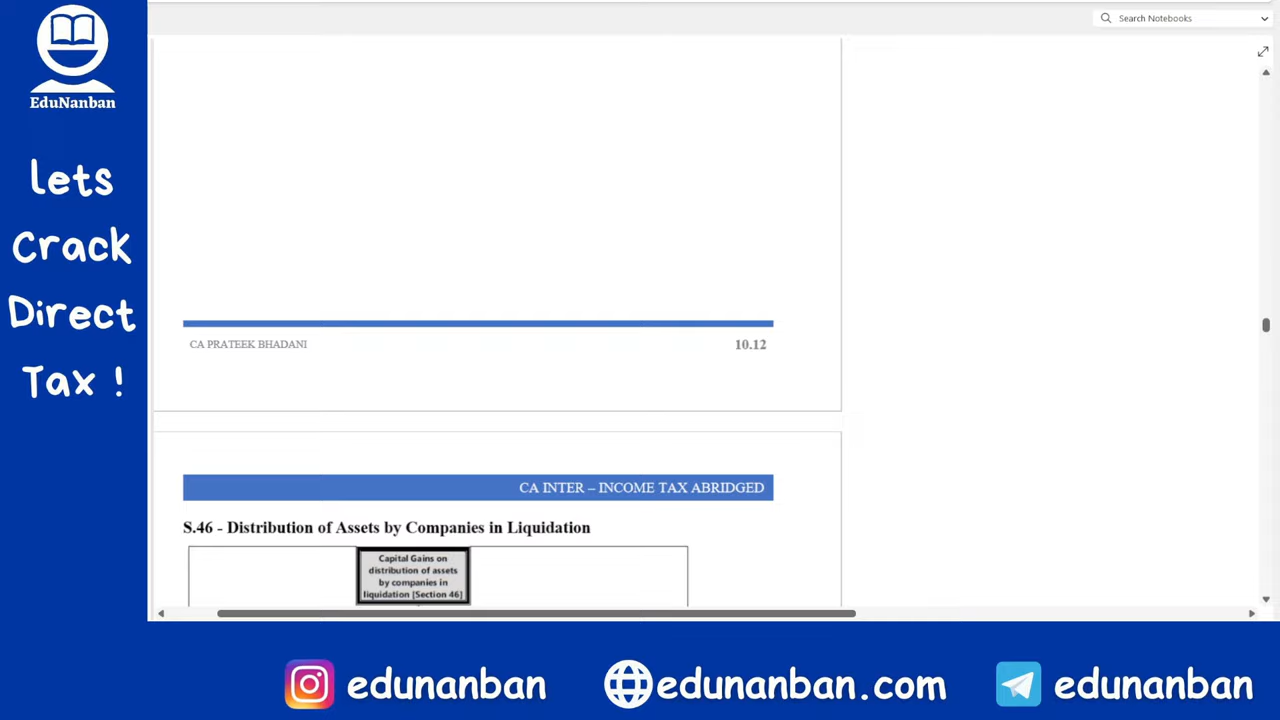 EduNanban
lets
Crack
Direct
Tax !
Search Notebooks
CA PRATEEK BHADANI
10.12
CA INTER – INCOME TAX ABRIDGED
S.46 - Distribution of Assets by Companies in Liquidation
Capital Gains on
distribution of assets
by companies in
liquidation [Section 46]
edunanban
edunanban.com
edunanban